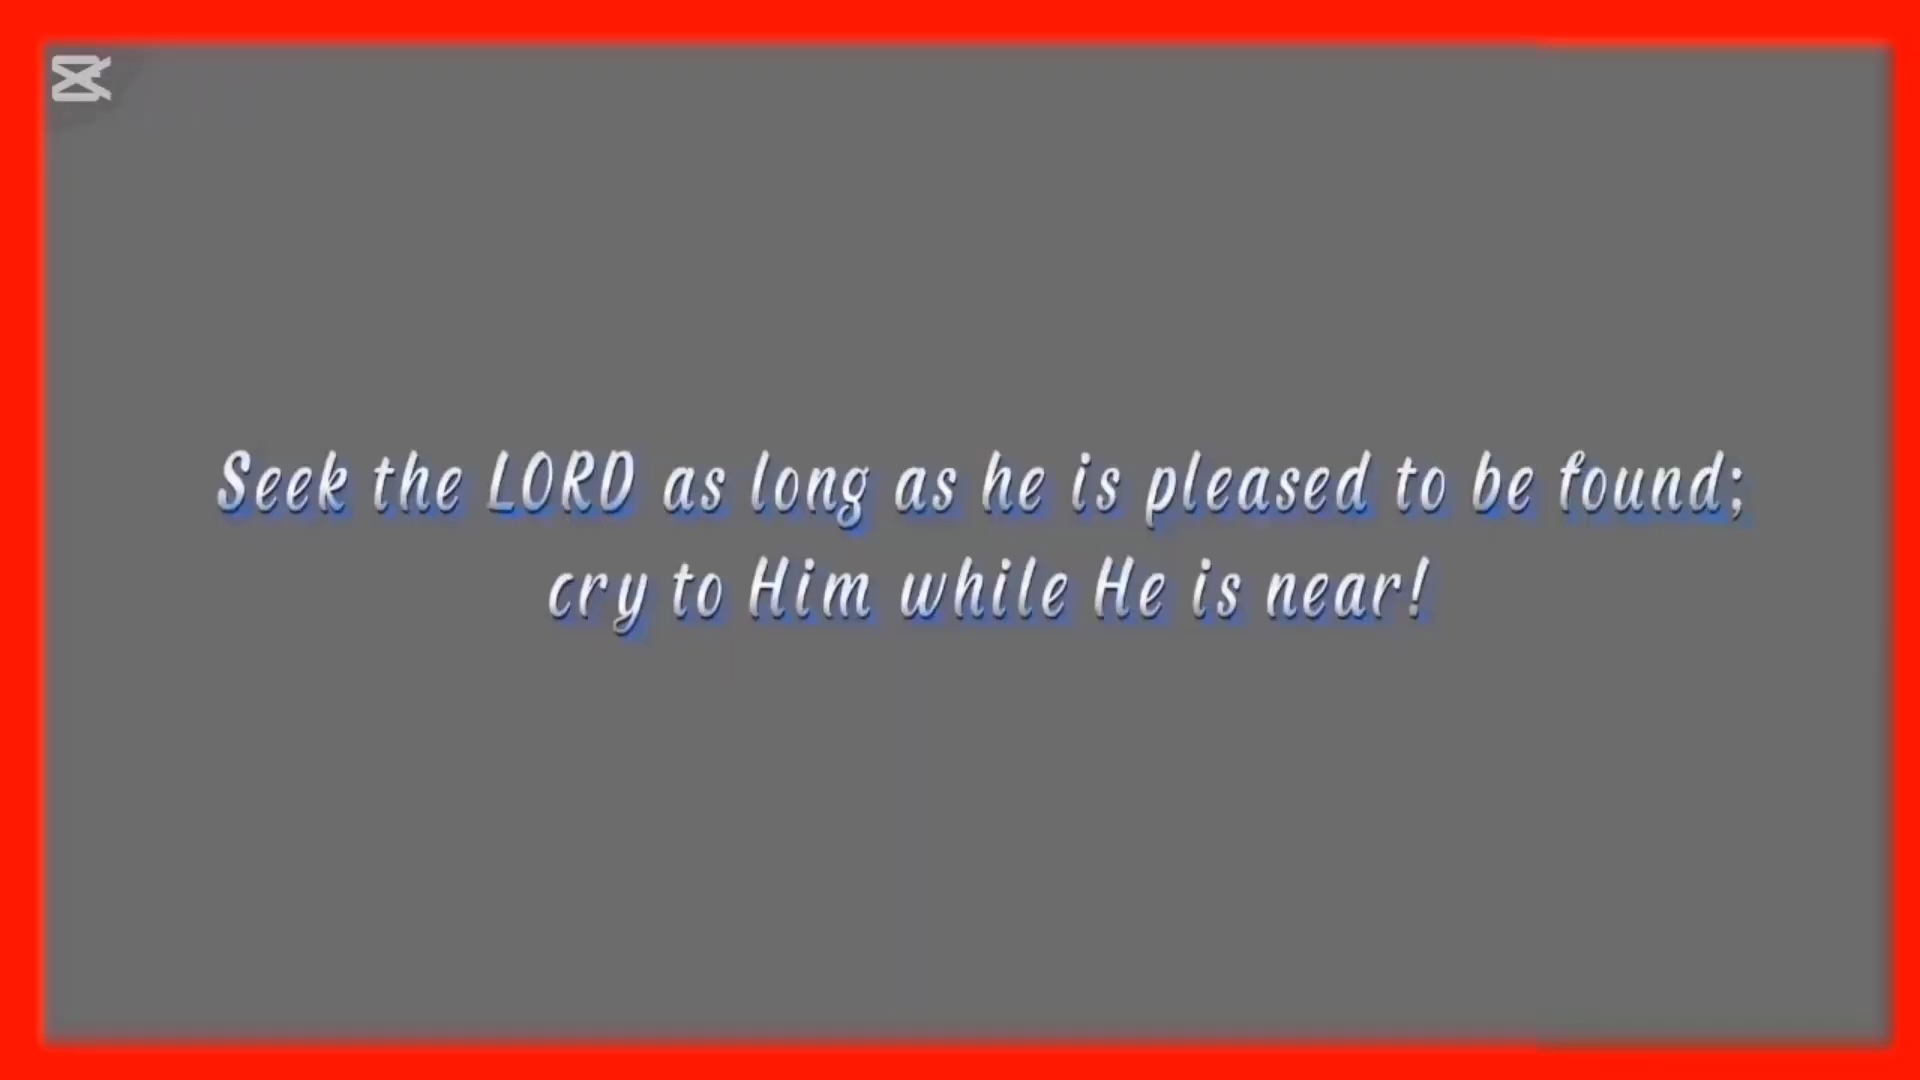 Seek the LORD as long as he is pleased to be found;
cry to Him while He is near!